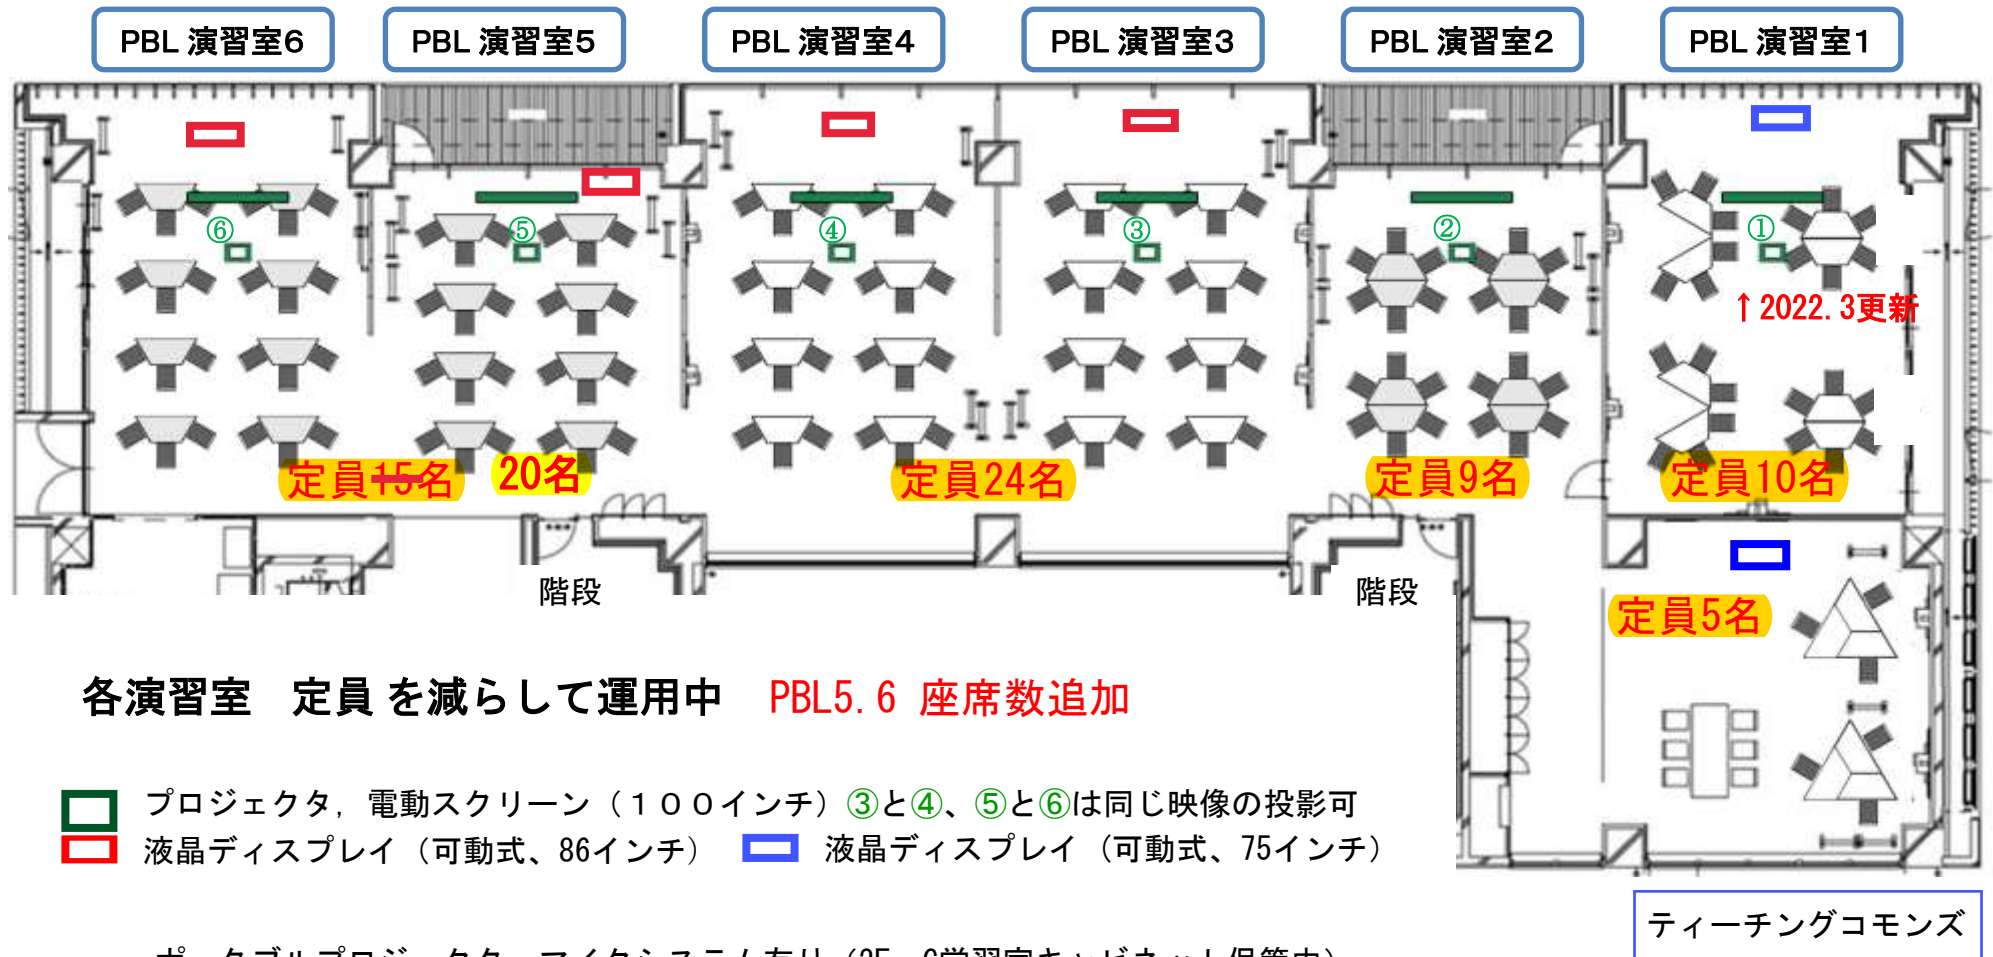 PBL 演習室6
PBL 演習室5
PBL 演習室4
PBL 演習室3
PBL 演習室2
PBL 演習室1
⑥
⑤
④
③
②
①
↑2022.3更新
定員15名
20名
定員24名
定員9名
定員10名
階段
階段
定員5名
各演習室 定員 を減らして運用中 PBL5.6 座席数追加
プロジェクタ, 電動スクリーン（１００インチ）③と④、⑤と⑥は同じ映像の投影可
液晶ディスプレイ（可動式、86インチ） 液晶ディスプレイ（可動式、75インチ）
ティーチングコモンズ